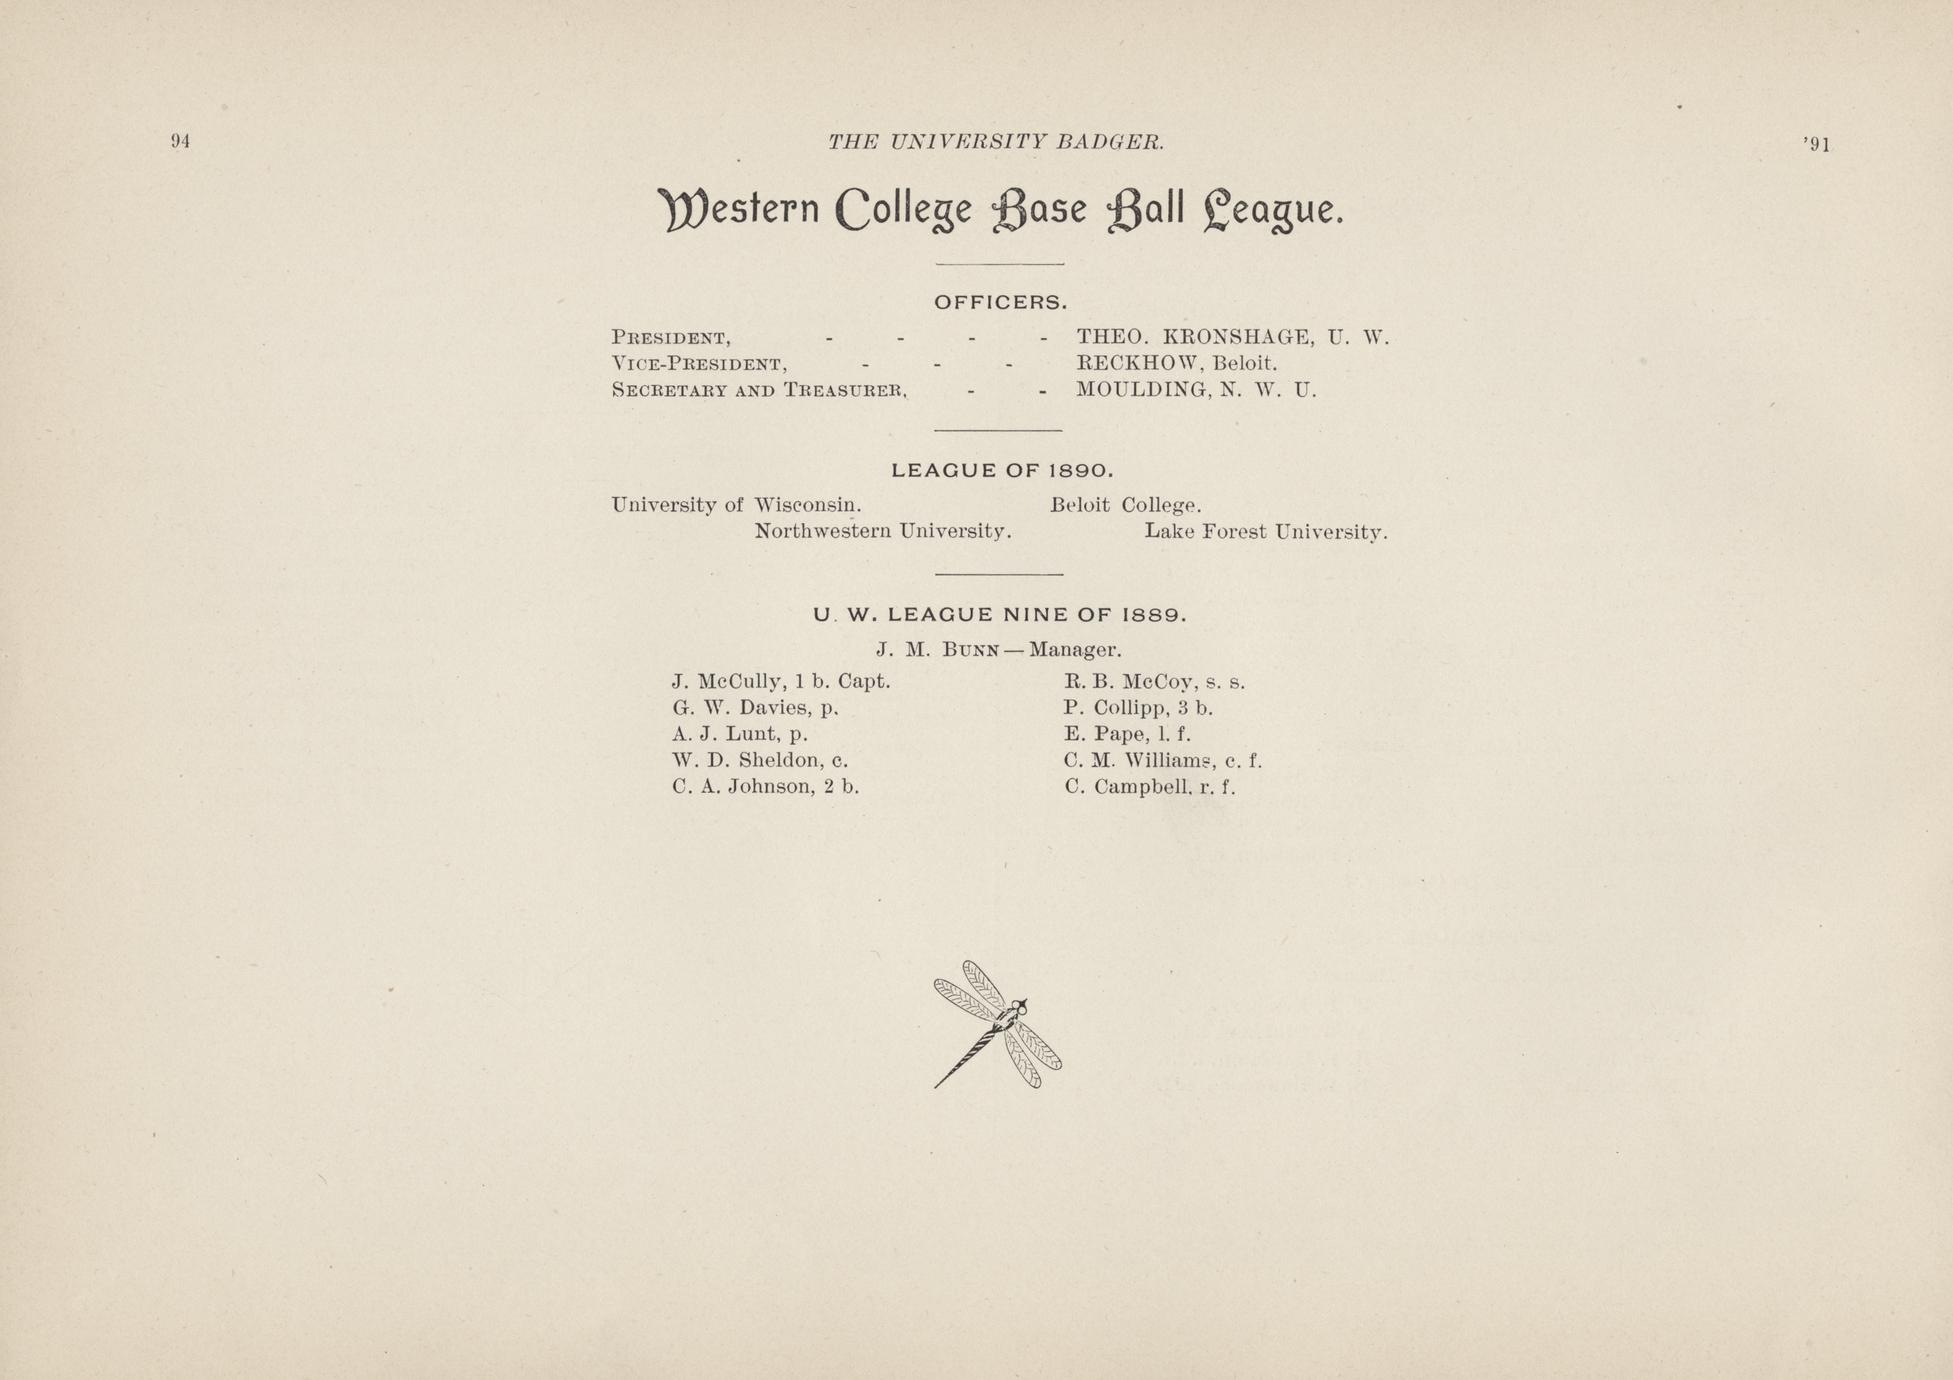 94 THE UNIVERSITY BADGER. '91
Western College Base Ball League.
OFFICERS.
PRESIDENT, - - - - THEO. KRONSHAGE, U. W.
VICE-PRESIDENT, - - - RECKHOW, Beloit.
SECRETARY AND TREASURER, - - MOULDING, N. W. U.
LEAGUE OF 1890.
University of Wisconsin. Beloit College.
Northwestern University. Lake Forest University.
U. W. LEAGUE NINE OF 1889.
J. M. BUNN — Manager.
J. McCully, 1 b. Capt. R. B. McCoy, s. s.
G. W. Davies, p. P. Collipp, 3 b.
A. J. Lunt, p. E. Pape, l. f.
W. D. Sheldon, c. C. M. Williams, c. f.
C. A. Johnson, 2 b. C. Campbell, r. f.